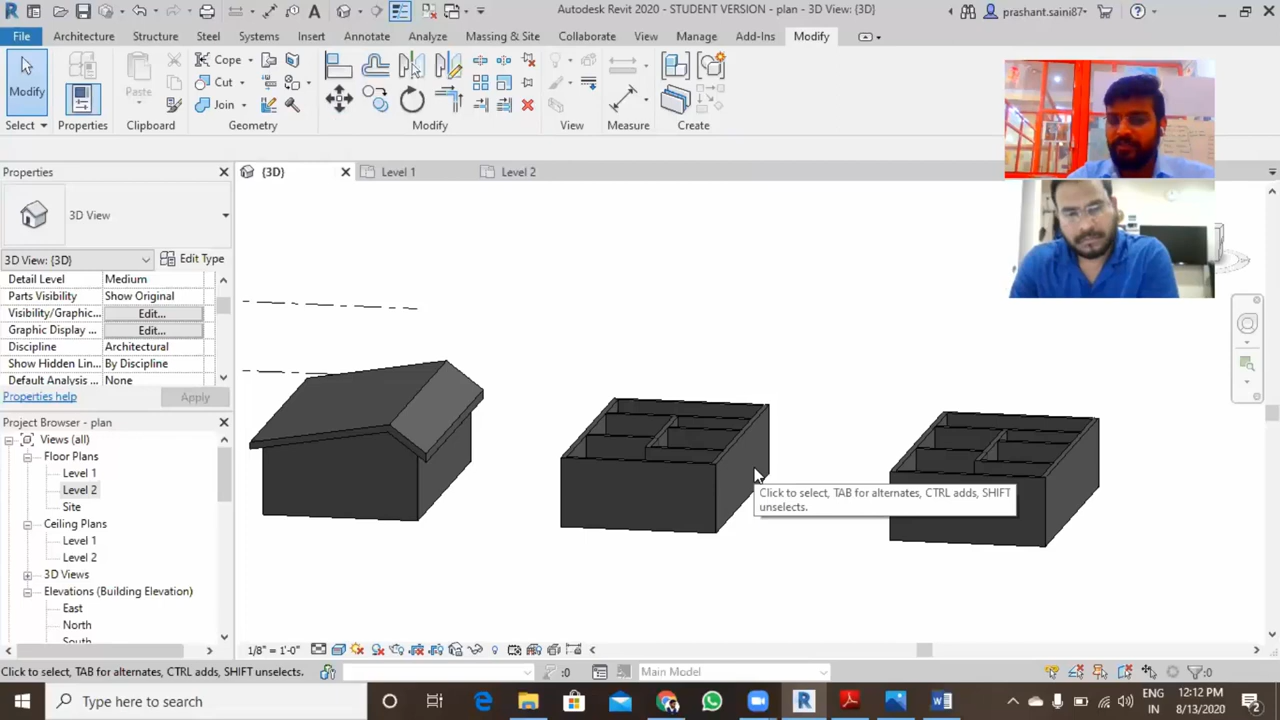 Autodesk Revit 2020 - STUDENT VERSION - plan - 3D View: {3D}
prashant.saini87
File
Architecture
Structure
Steel
Systems
Insert
Annotate
Analyze
Massing & Site
Collaborate
View
Manage
Add-Ins
Modify
Modify
Paste
Cope
Cut
Join
Select
Properties
Clipboard
Geometry
Modify
View
Measure
Create
Properties
{3D}
Level 1
Level 2
3D View
3D View: {3D}
Edit Type
Detail Level Medium
Parts Visibility Show Original
Visibility/Graphic... Edit...
Graphic Display ... Edit...
Discipline Architectural
Show Hidden Lin... By Discipline
Default Analysis ... None
Properties help
Apply
Project Browser - plan
Views (all)
Floor Plans
Level 1
Level 2
Site
Ceiling Plans
Level 1
Level 2
3D Views
Elevations (Building Elevation)
East
North
South
Click to select, TAB for alternates, CTRL adds, SHIFT
unselects.
1/8" = 1'-0"
Click to select, TAB for alternates, CTRL adds, SHIFT unselects.
:0
Main Model
:0
Type here to search
ENG
IN
12:12 PM
8/13/2020
2